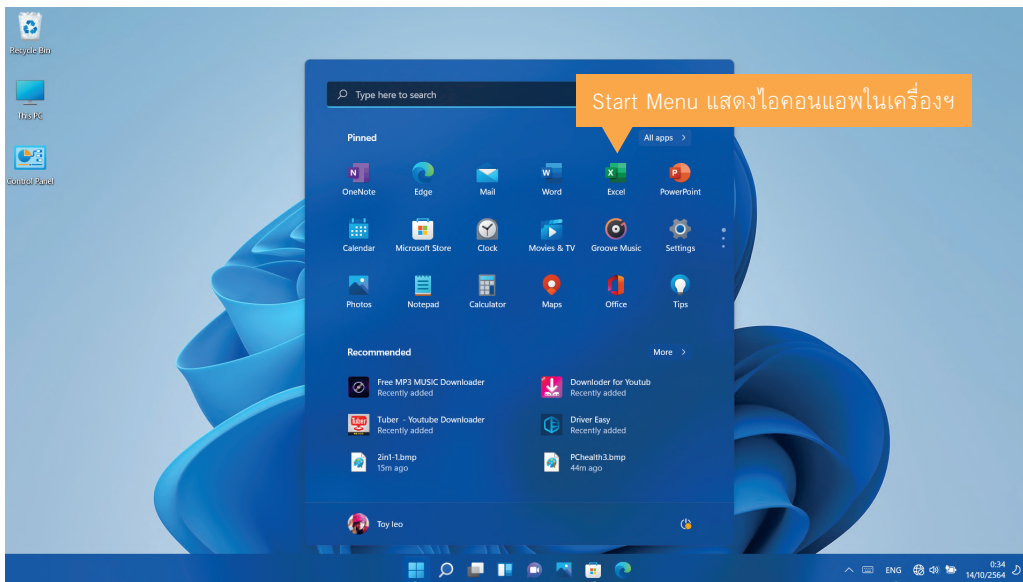 Recycle Bin
This PC
Control Panel
Type here to search
Start Menu แสดงไอคอนแอพในเครื่องฯ
Pinned
All apps >
OneNote Edge Mail Word Excel PowerPoint
Calendar Microsoft Store Clock Movies & TV Groove Music Settings
Photos Notepad Calculator Maps Office Tips
Recommended
More >
Free MP3 MUSIC Downloader
Recently added
Downloder for Youtub
Recently added
Tuber
Tuber - Youtube Downloader
Recently added
Driver Easy
Recently added
2in1-1.bmp
15m ago
PChealth3.bmp
44m ago
Toy leo
ENG
0:34
14/10/2564